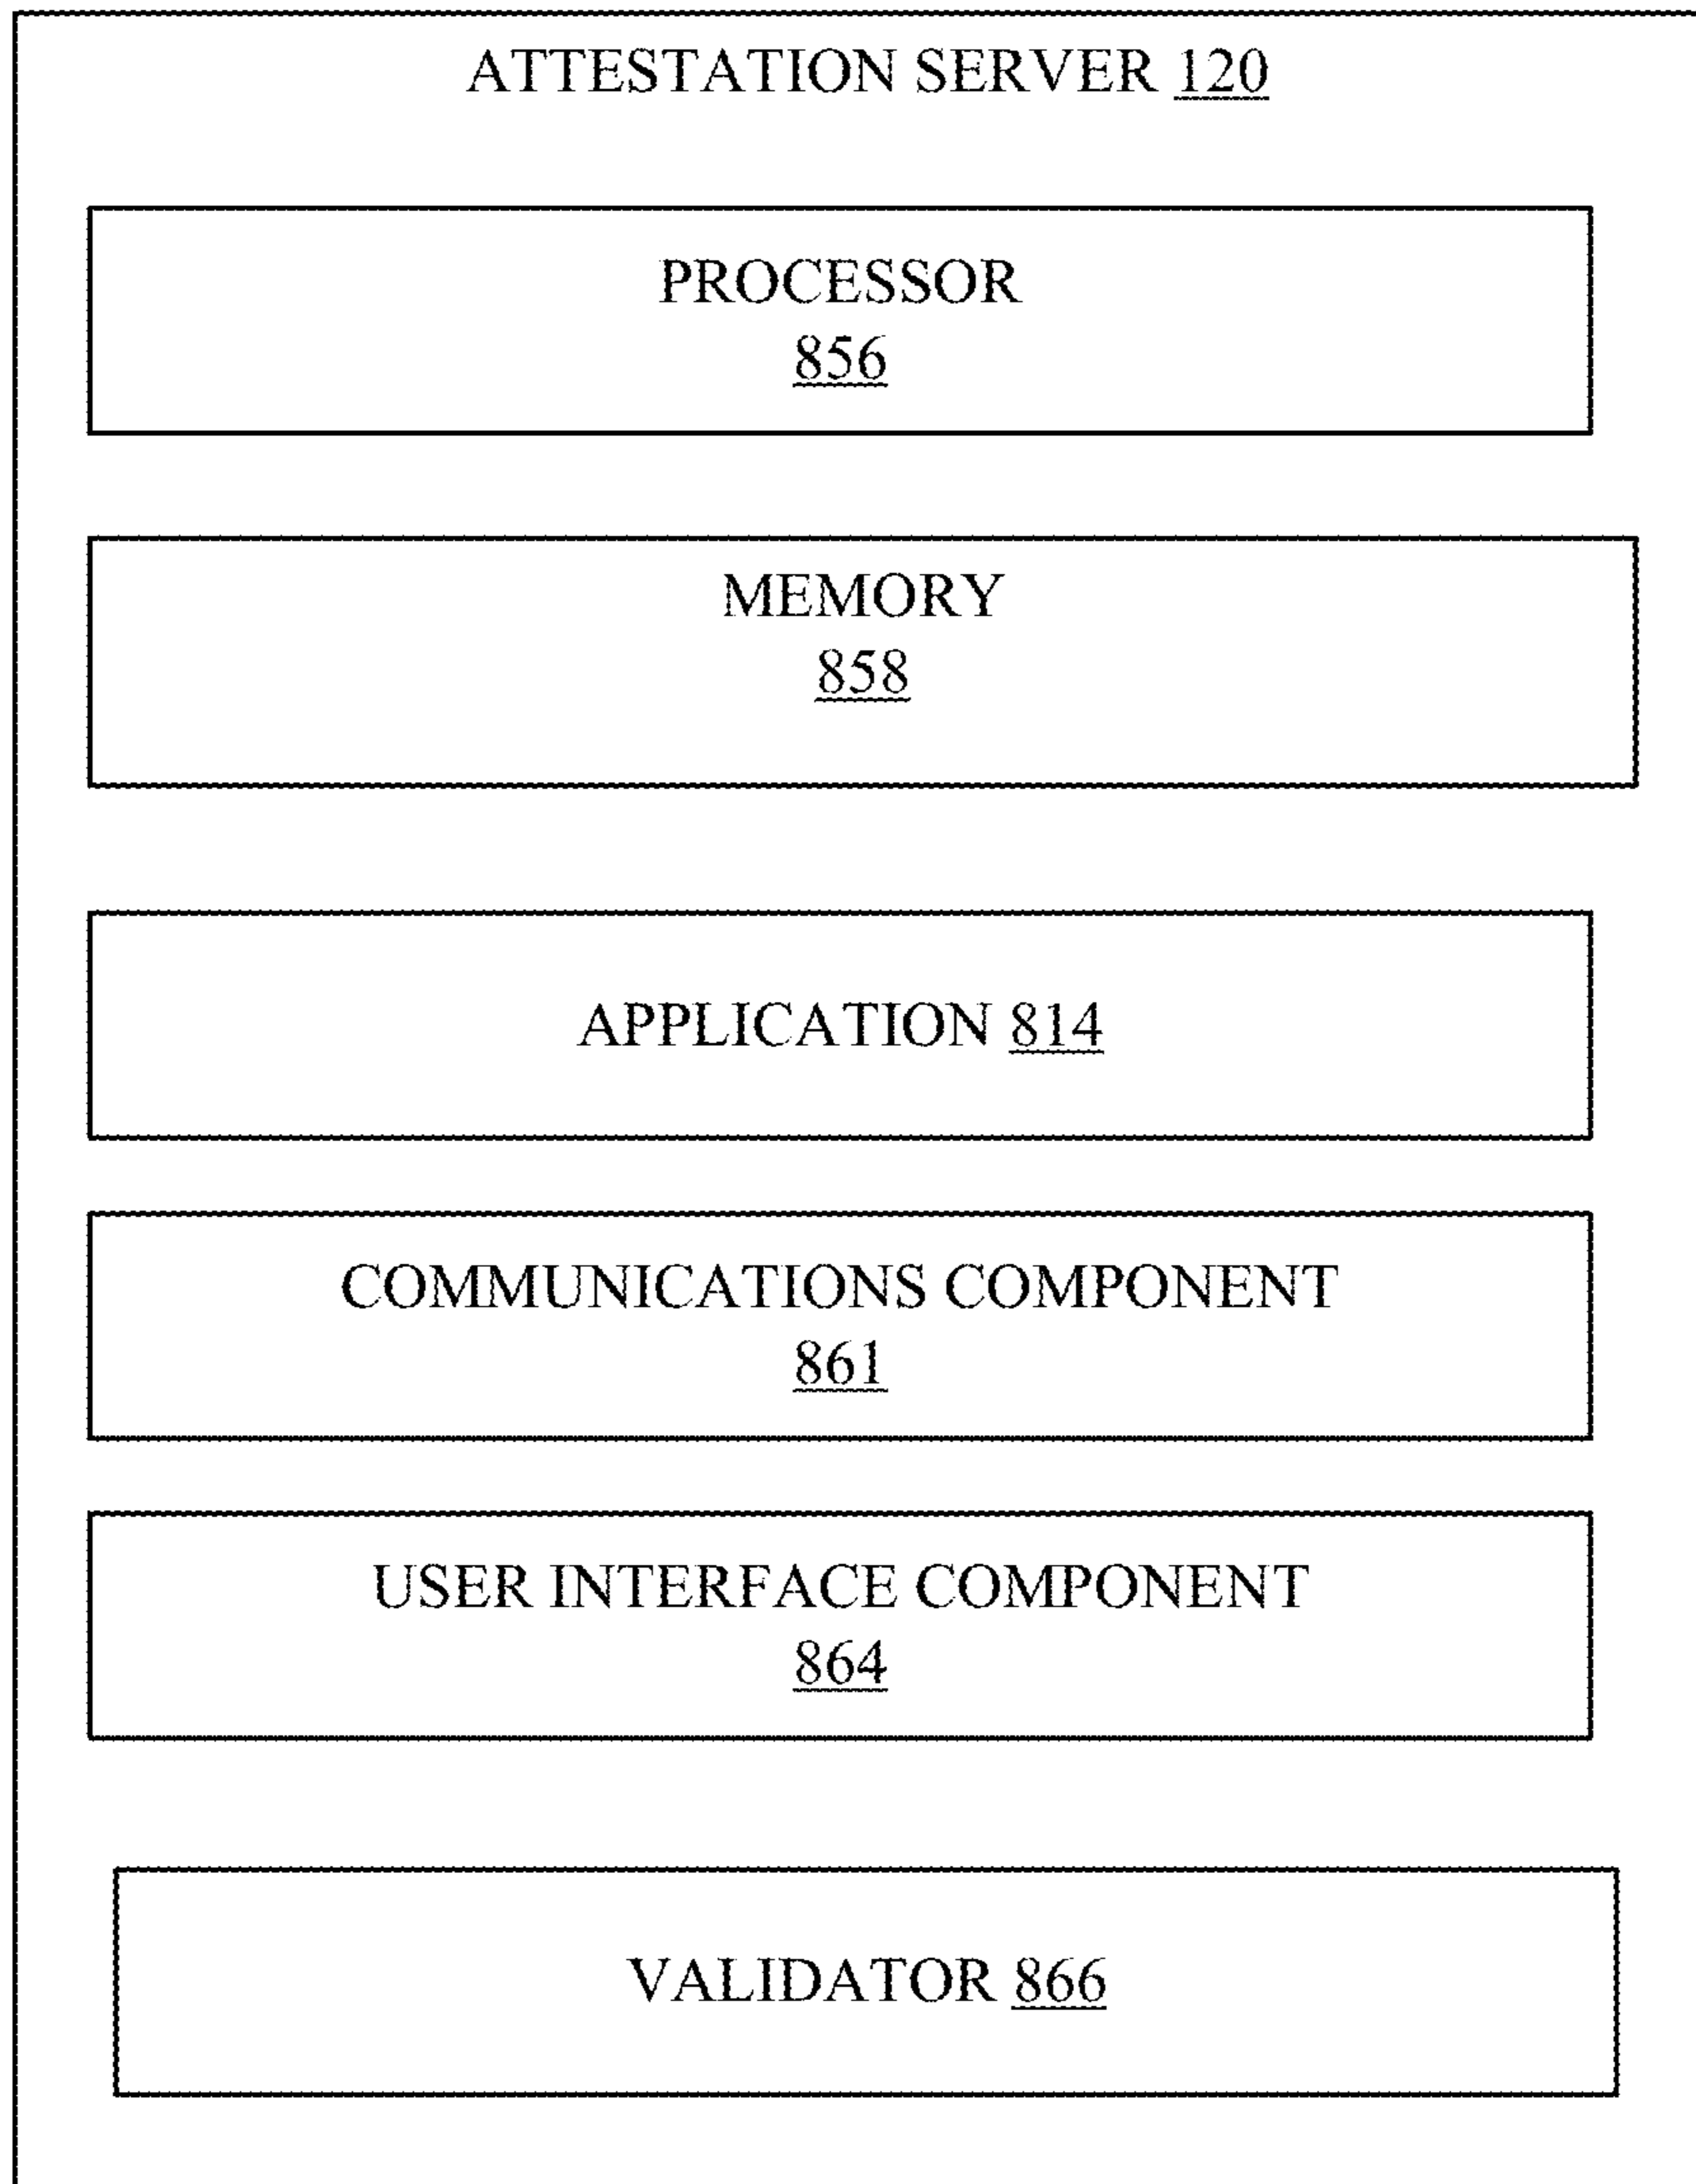 ATTESTATION SERVER 120
PROCESSOR
856
MEMORY
858
APPLICATION 814
COMMUNICATIONS COMPONENT
861
USER INTERFACE COMPONENT
864
VALIDATOR 866